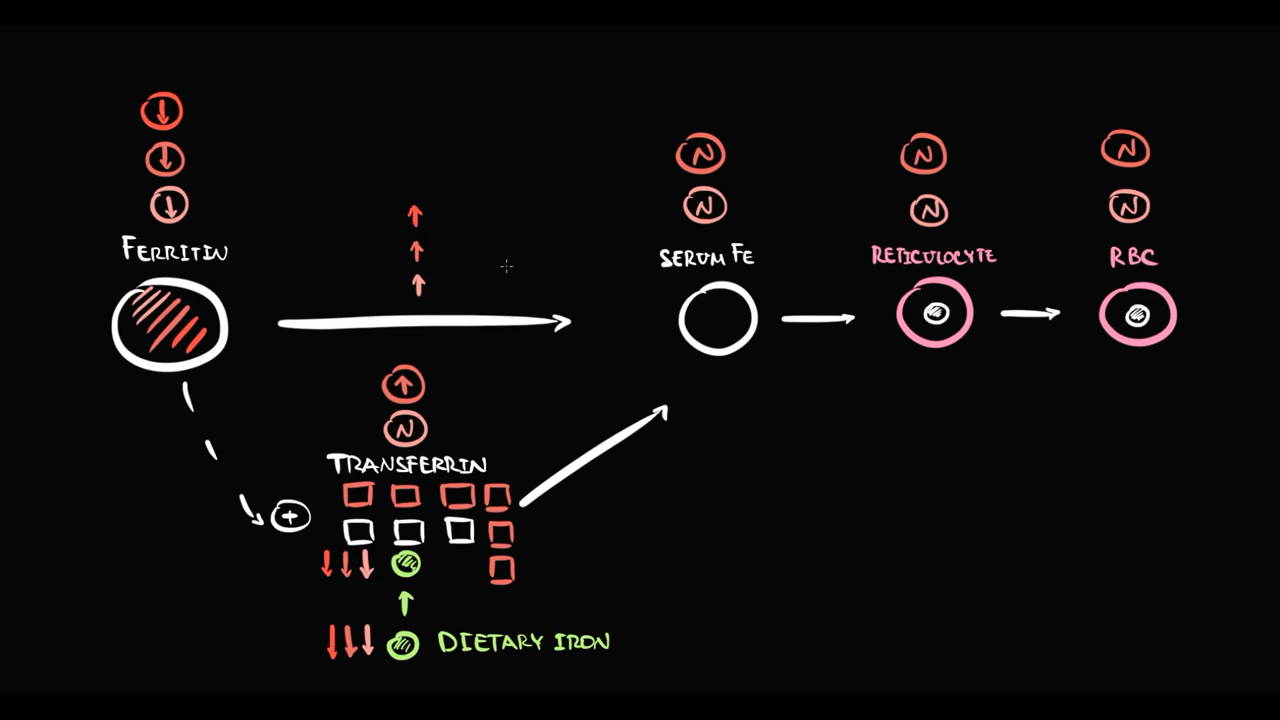 N N N
N N N
FERRITIN SERUM FE RETICULOCYTE RBC
N
TRANSFERRIN
+
DIETARY IRON